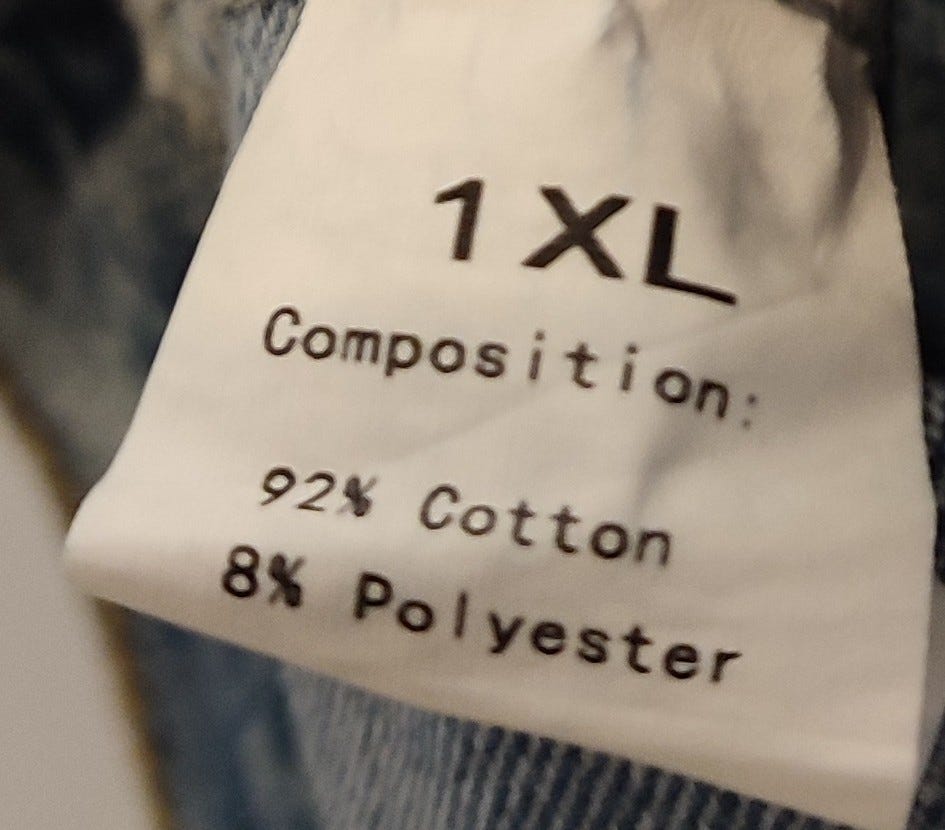 1XL
Composition:
92% Cotton
8% Polyester